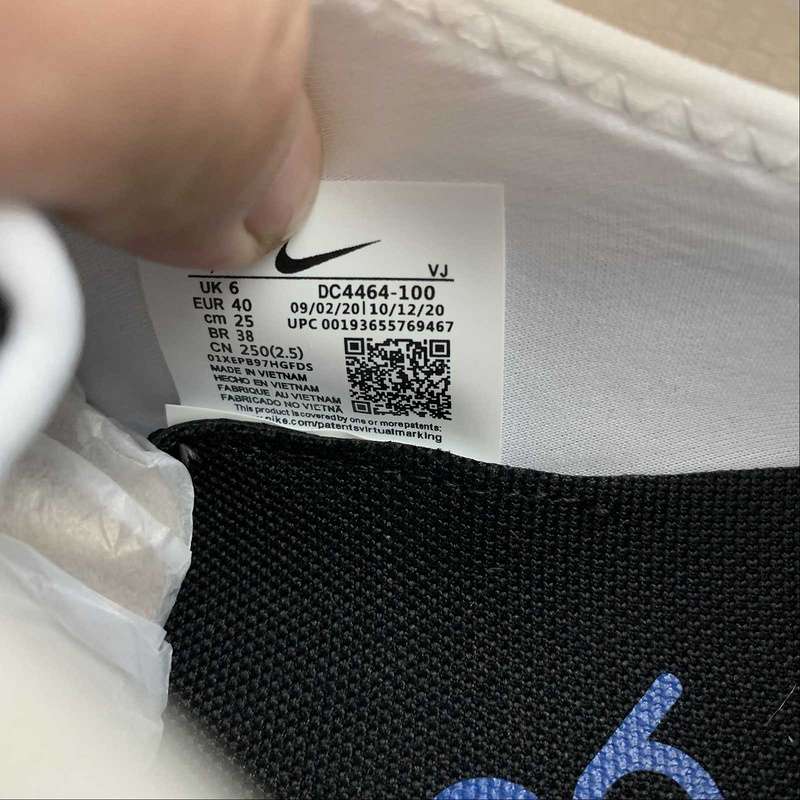 VJ
UK 6
EUR 40
cm 25
BR 38
CN 250(2.5)
DC4464-100
09/02/20|10/12/20
UPC 00193655769467
01XEPB97HGFDS
MADE IN VIETNAM
HECHO EN VIETNAM
FABRIQUE AU VIETNAM
FABRICADO NO VICTNÃ
This product is covered by one or more patents:
nike.com/patentsvirtualmarking